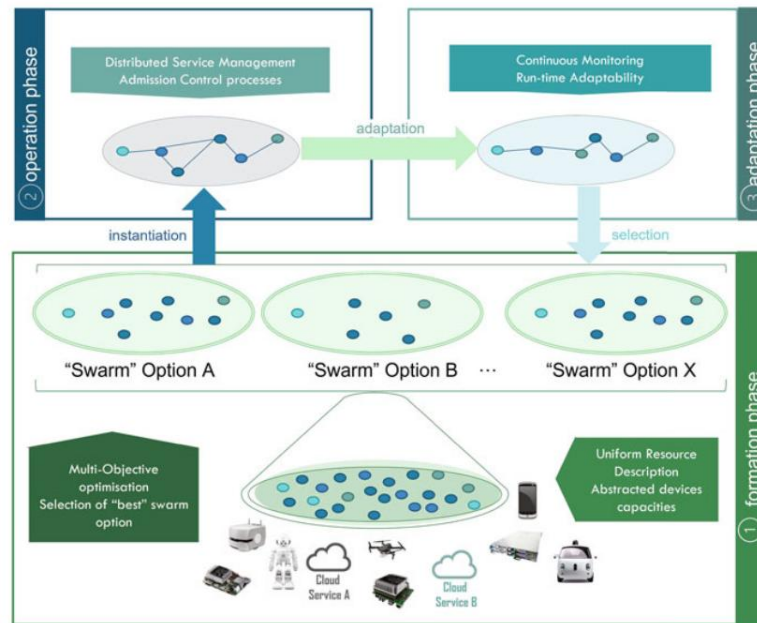 ② operation phase
Distributed Service Management
Admission Control processes
adaptation
Continuous Monitoring
Run-time Adaptability
③ adaptation phase
instantiation
selection
"Swarm" Option A
"Swarm" Option B
...
"Swarm" Option X
① formation phase
Multi-Objective
optimisation
Selection of "best" swarm
option
Uniform Resource
Description
Abstracted devices
capacities
Cloud
Service A
Cloud
Service B